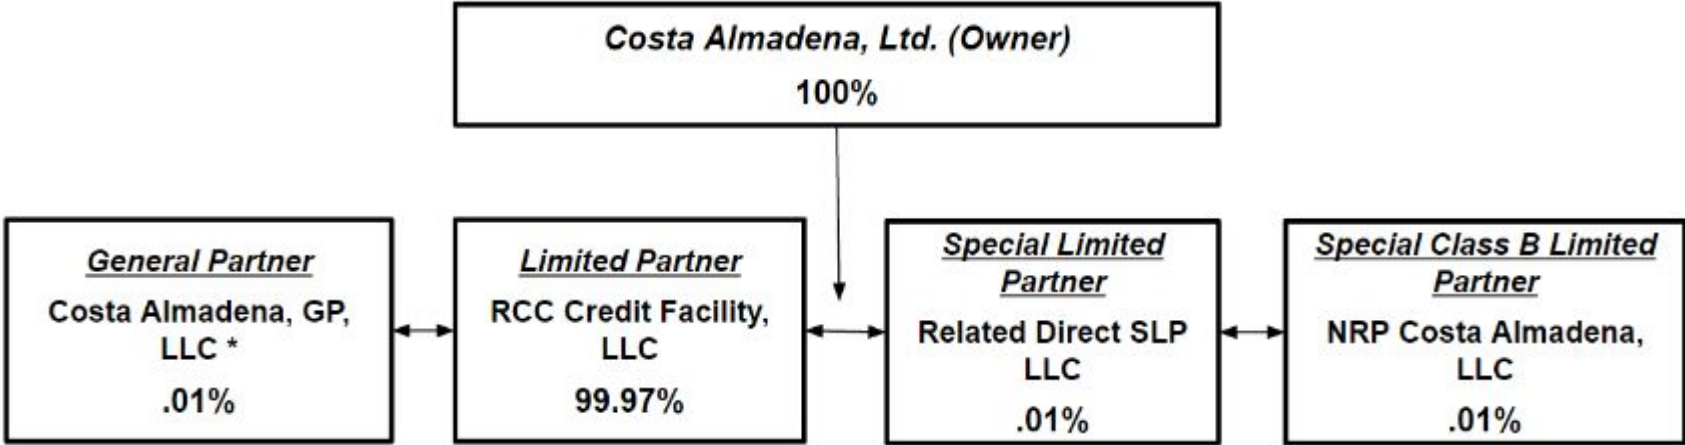 Costa Almadena, Ltd. (Owner)
100%
General Partner
Costa Almadena, GP,
LLC *
.01%
Limited Partner
RCC Credit Facility,
LLC
99.97%
Special Limited
Partner
Related Direct SLP
LLC
.01%
Special Class B Limited
Partner
NRP Costa Almadena,
LLC
.01%